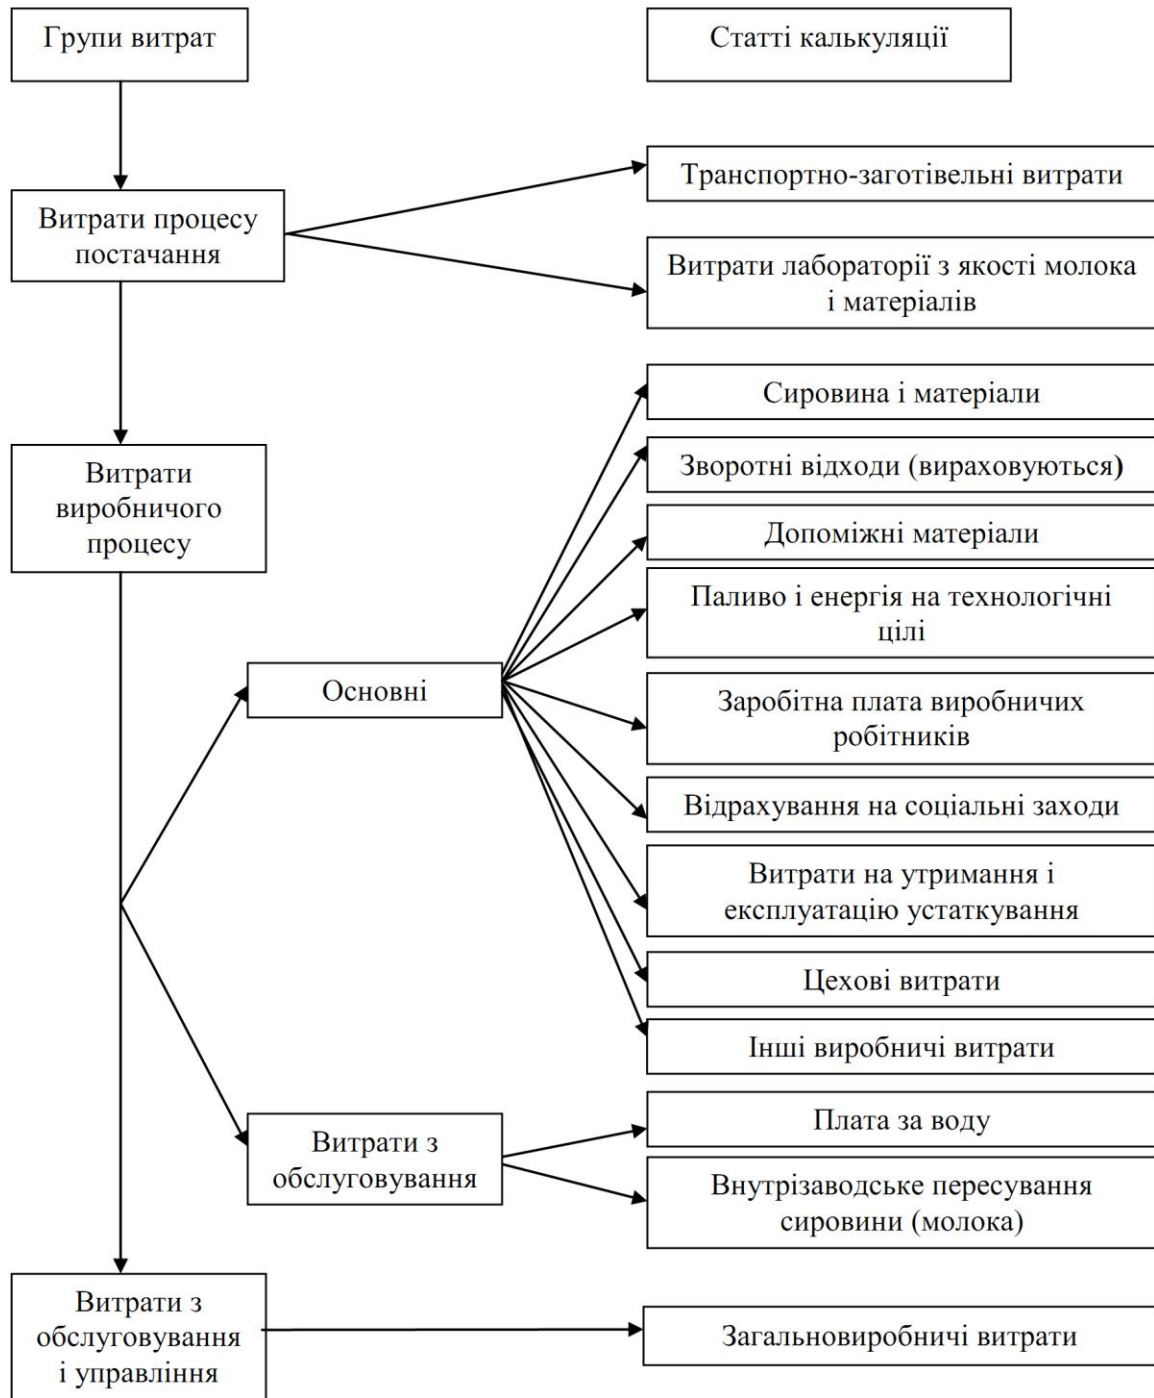 Групи витрат
Статті калькуляції
Транспортно-заготівельні витрати
Витрати процесу
постачання
Витрати лабораторії з якості молока
і матеріалів
Сировина і матеріали
Зворотні відходи (вираховуються)
Витрати
виробничого
процесу
Допоміжні матеріали
Паливо і енергія на технологічні
цілі
Основні
Заробітна плата виробничих
робітників
Відрахування на соціальні заходи
Витрати на утримання і
експлуатацію устаткування
Цехові витрати
Інші виробничі витрати
Витрати з
обслуговування
Плата за воду
Внутрізаводське пересування
сировини (молока)
Витрати з
обслуговування
і управління
Загальновиробничі витрати